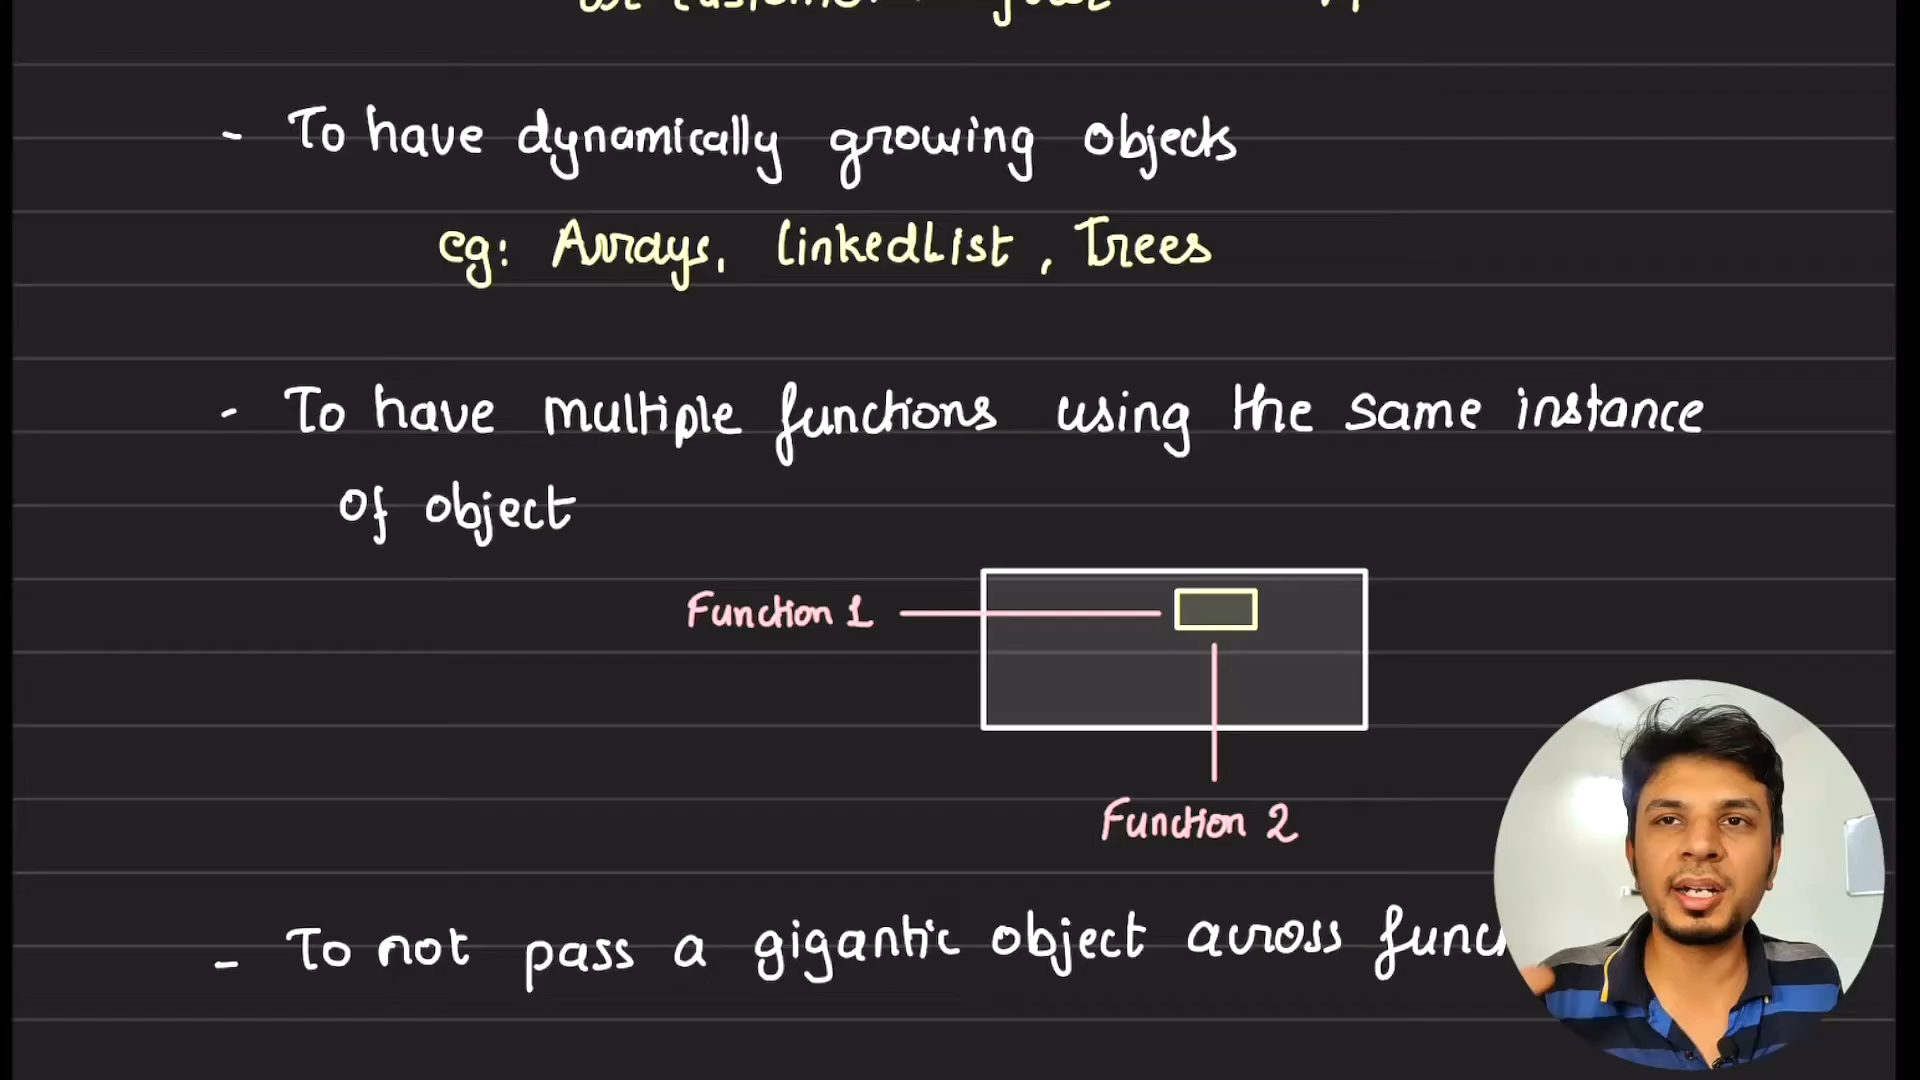 - To have dynamically growing objects
eg: Arrays, linkedList, Trees
- To have multiple functions using the same instance
of object
Function 1
Function 2
- To not pass a gigantic object across